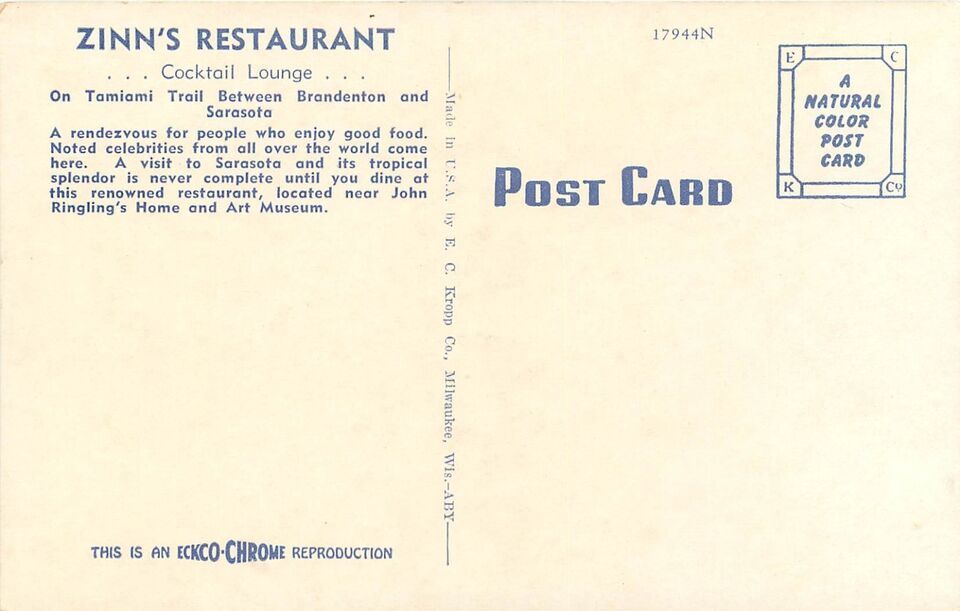 ZINN'S RESTAURANT
. . . Cocktail Lounge . . .
On Tamiami Trail Between Brandenton and
Sarasota
A rendezvous for people who enjoy good food.
Noted celebrities from all over the world come
here. A visit to Sarasota and its tropical
splendor is never complete until you dine at
this renowned restaurant, located near John
Ringling's Home and Art Museum.
THIS IS AN ECKCO-CHROME REPRODUCTION
Made in U.S.A. by E. C. Kropp Co., Milwaukee, Wis.-ABY
17944N
POST CARD
E C
A
NATURAL
COLOR
POST
CARD
K Co